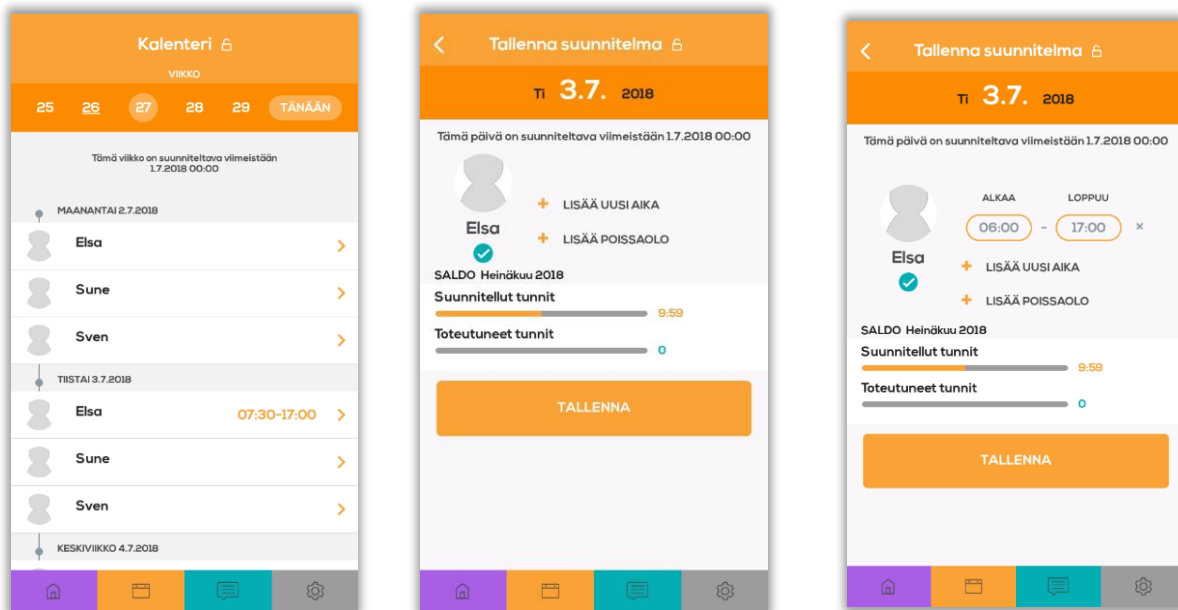 Kalenteri
VIIKKO
25 26 27 28 29 TÄNÄÄN
Tämä viikko on suunniteltava viimeistään
1.7.2018 00:00
MAANANTAI 2.7.2018
Elsa
Sune
Sven
TIISTAI 3.7.2018
Elsa 07:30-17:00
Sune
Sven
KESKIVIIKKO 4.7.2018
Tallenna suunnitelma
Ti 3.7. 2018
Tämä päivä on suunniteltava viimeistään 1.7.2018 00:00
+ LISÄÄ UUSI AIKA
Elsa
+ LISÄÄ POISSAOLO
SALDO Heinäkuu 2018
Suunnitellut tunnit
9:59
Toteutuneet tunnit
0
TALLENNA
Tallenna suunnitelma
Ti 3.7. 2018
Tämä päivä on suunniteltava viimeistään 1.7.2018 00:00
ALKAA LOPPUU
06:00 - 17:00 ×
Elsa
+ LISÄÄ UUSI AIKA
+ LISÄÄ POISSAOLO
SALDO Heinäkuu 2018
Suunnitellut tunnit
9:59
Toteutuneet tunnit
0
TALLENNA